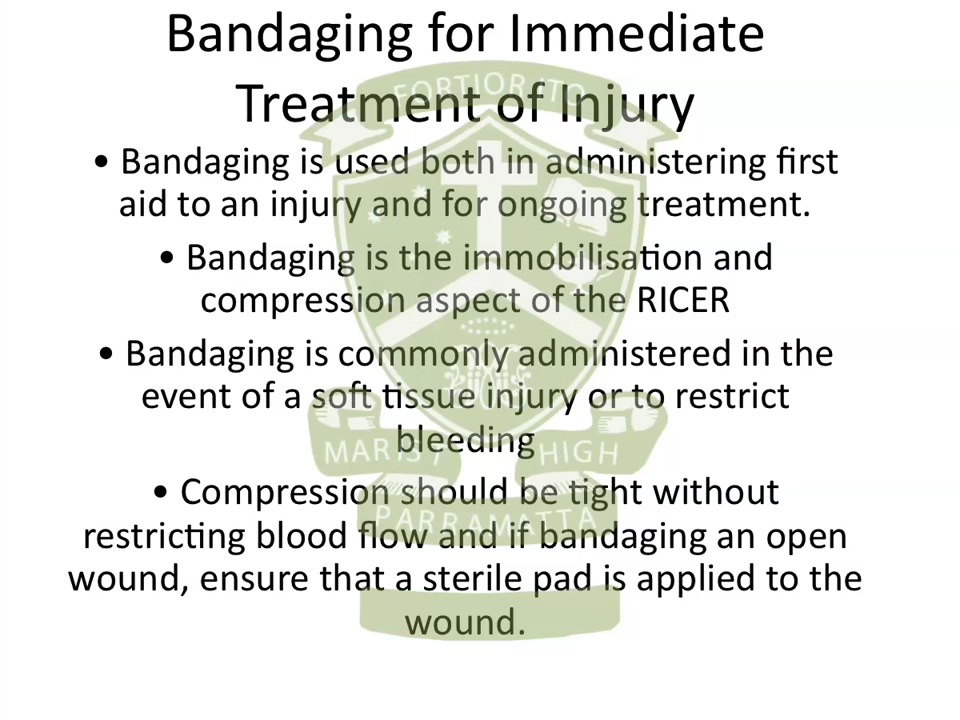 Bandaging for Immediate
Treatment of Injury
FORTIOR ITO
• Bandaging is used both in administering first
aid to an injury and for ongoing treatment.
• Bandaging is the immobilisation and
compression aspect of the RICER
• Bandaging is commonly administered in the
event of a soft tissue injury or to restrict
bleeding
MARIST HIGH
• Compression should be tight without
PARRAMATTA
restricting blood flow and if bandaging an open
wound, ensure that a sterile pad is applied to the
wound.